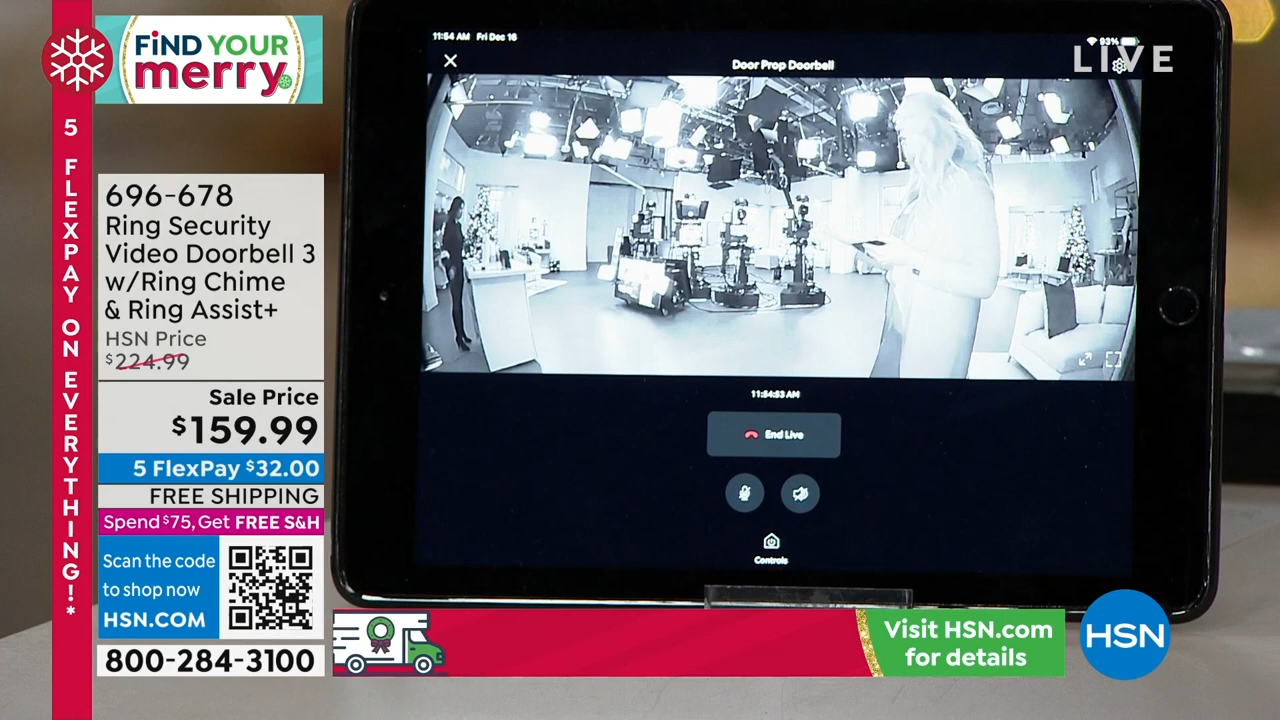 FiND YOUR
merry
5 FLEXPAY ON EVERYTHING!*
696-678
Ring Security
Video Doorbell 3
w/Ring Chime
& Ring Assist+
HSN Price
$224.99
Sale Price
$159.99
5 FlexPay $32.00
FREE SHIPPING
Spend $75, Get FREE S&H
Scan the code
to shop now
HSN.COM
800-284-3100
11:54 AM Fri Dec 16
93%
LIVE
Door Prop Doorbell
11:54:53 AM
End Live
Controls
Visit HSN.com
for details
HSN